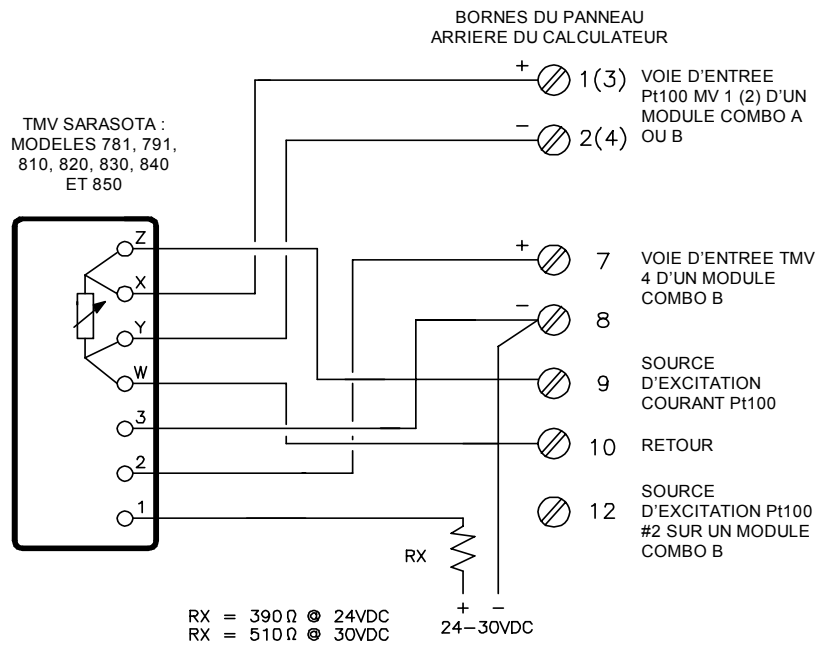 BORNES DU PANNEAU
ARRIERE DU CALCULATEUR
TMV SARASOTA :
MODELES 781, 791,
810, 820, 830, 840
ET 850
+
1(3)
VOIE D'ENTREE
Pt100 MV 1 (2) D'UN
MODULE COMBO A
OU B
−
2(4)
Z
X
Y
W
3
2
1
+
7
VOIE D'ENTREE TMV
4 D'UN MODULE
COMBO B
−
8
9
SOURCE
D'EXCITATION
COURANT Pt100
10
RETOUR
12
SOURCE
D'EXCITATION Pt100
#2 SUR UN MODULE
COMBO B
RX
+ −
24−30VDC
RX = 390Ω @ 24VDC
RX = 510Ω @ 30VDC